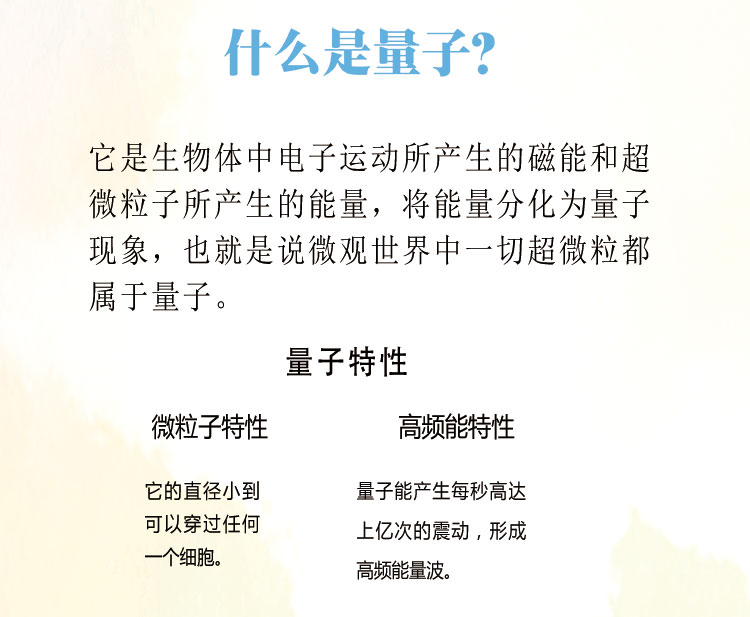 什么是量子?
它是生物体中电子运动所产生的磁能和超
微粒子所产生的能量，将能量分化为量子
现象，也就是说微观世界中一切超微粒都
属于量子。
量子特性
微粒子特性
它的直径小到
可以穿过任何
一个细胞。
高频能特性
量子能产生每秒高达
上亿次的震动，形成
高频能量波。